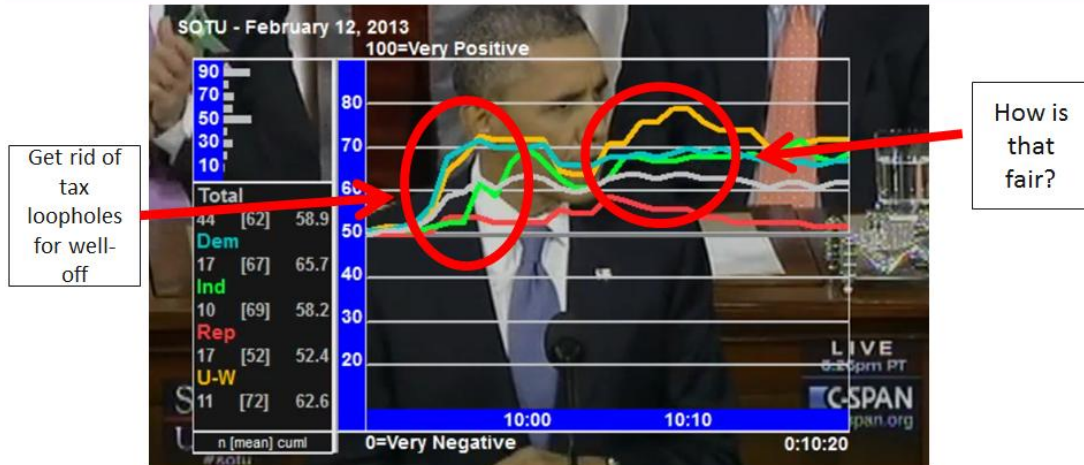 SOTU - February 12, 2013
100=Very Positive
90
70
50
30
10
80
70
60
50
40
30
20
Get rid of
tax
loopholes
for well-
off
How is
that
fair?
Total
44 [62] 58.9
Dem
17 [67] 65.7
Ind
10 [69] 58.2
Rep
17 [52] 52.4
U-W
11 [72] 62.6
n [mean] cuml
10:00 10:10
0=Very Negative
0:10:20
LIVE
C-SPAN
#sotu